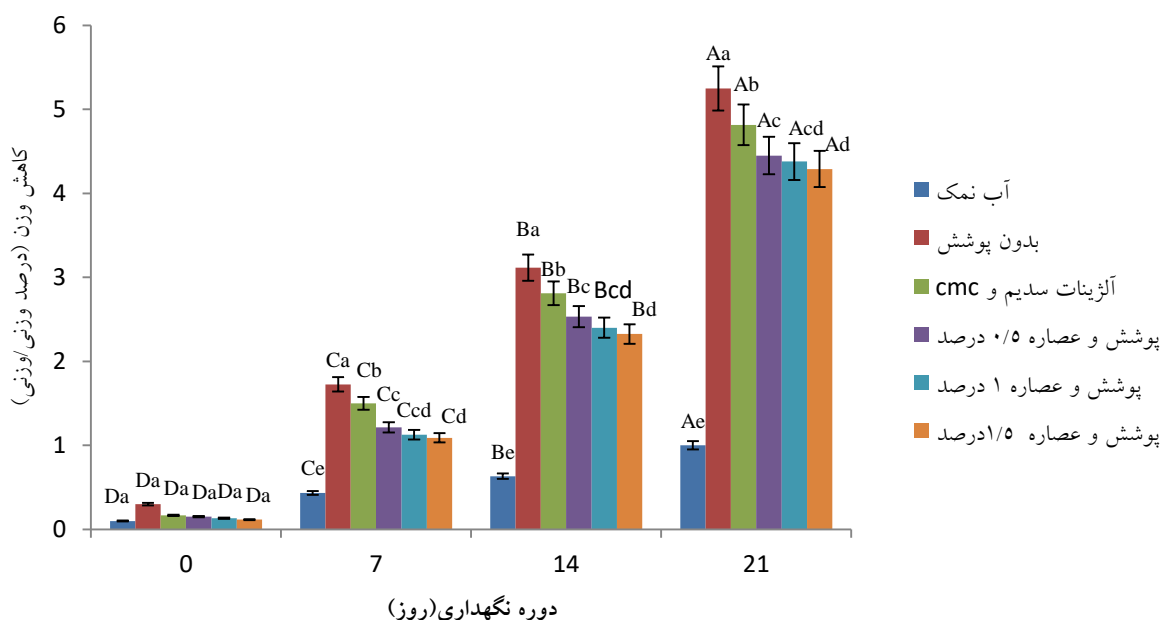 کاهش وزن (درصد وزنی/وزنی)
6
5
4
3
2
1
0
Da Da Da Da Da Da
Ce Ca Cb Cc Ccd Cd
Be Ba Bb Bc Bcd Bd
Ae Aa Ab Ac Acd Ad
0 7 14 21
دوره نگهداری(روز)
آب نمک
بدون پوشش
آلژینات سدیم و cmc
پوشش و عصاره ۰/۵ درصد
پوشش و عصاره ۱ درصد
پوشش و عصاره ۱/۵درصد